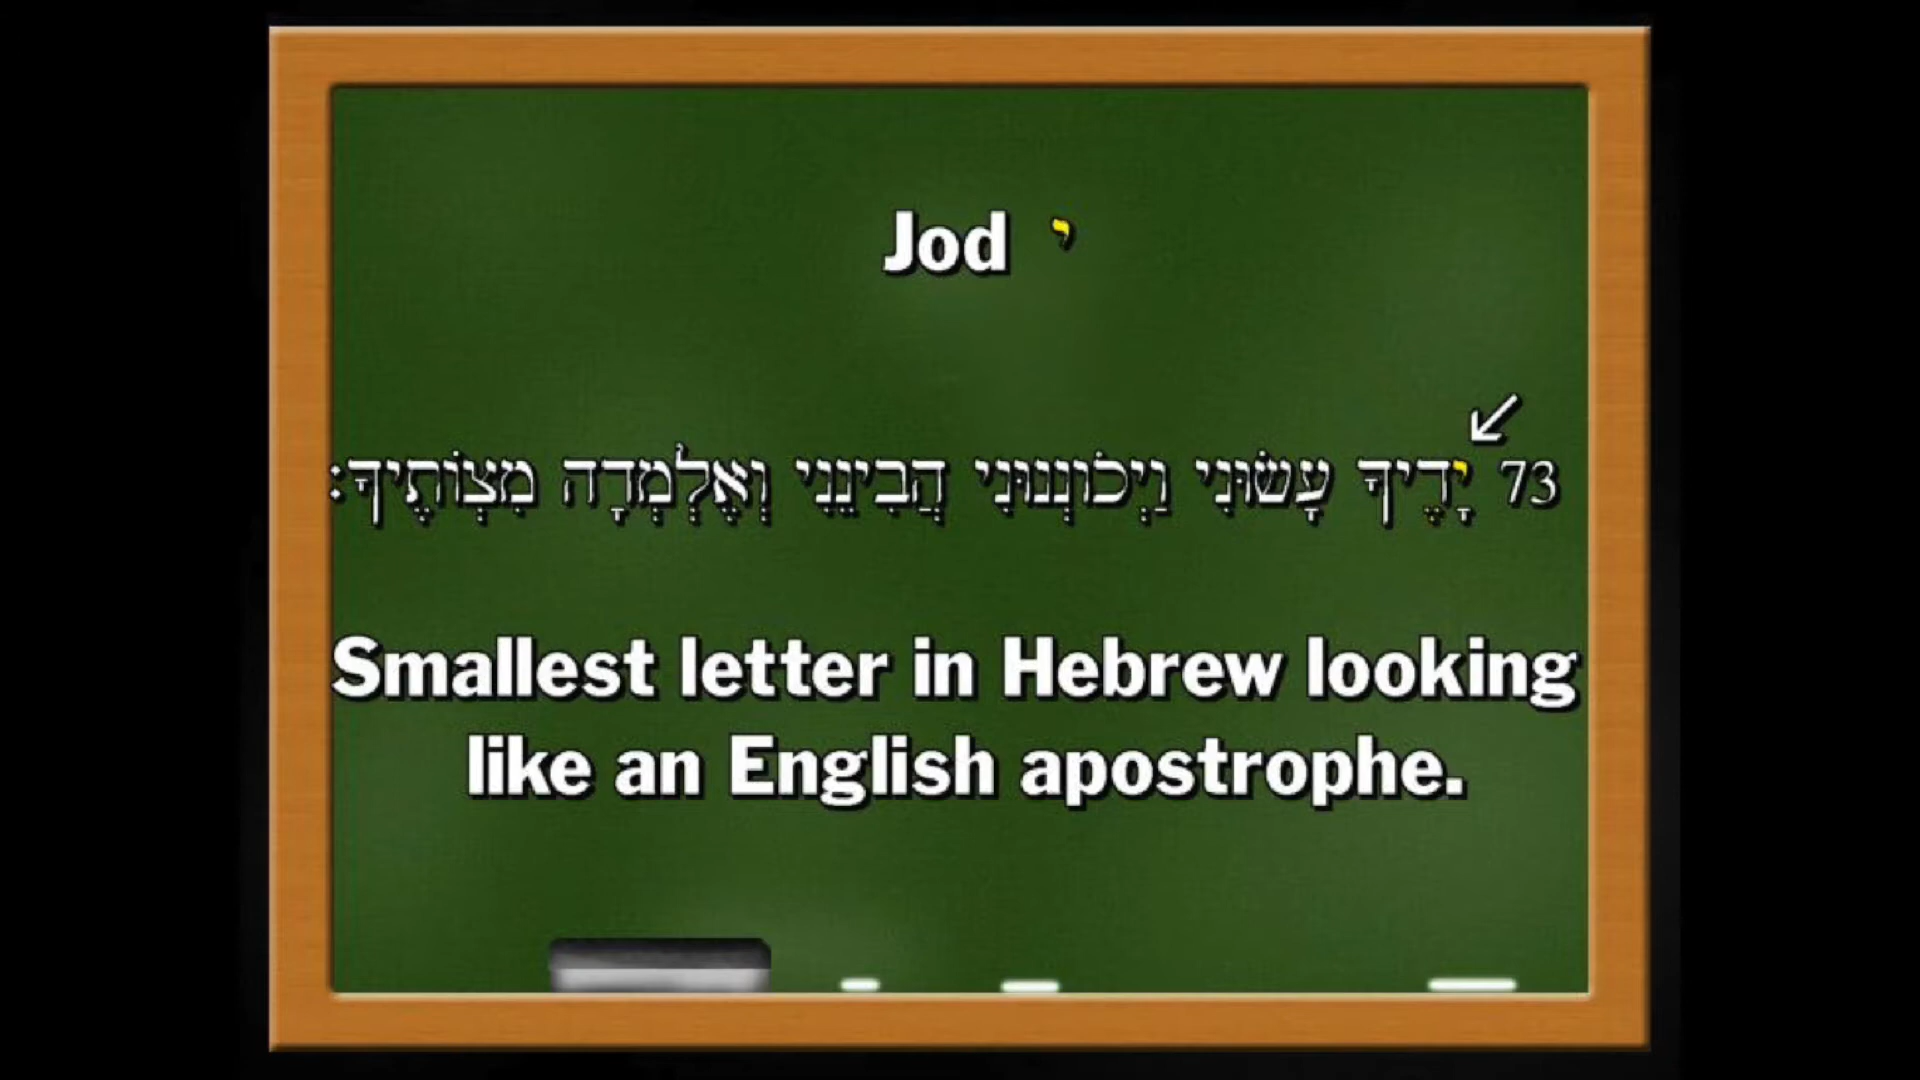 Jod י
73 יָדֶיךָ עָשׂוּנִי וַיְכוֹנְנוּנִי הֲבִינֵנִי וְאֶלְמְדָה מִצְוֹתֶיךָ׃
Smallest letter in Hebrew looking
like an English apostrophe.